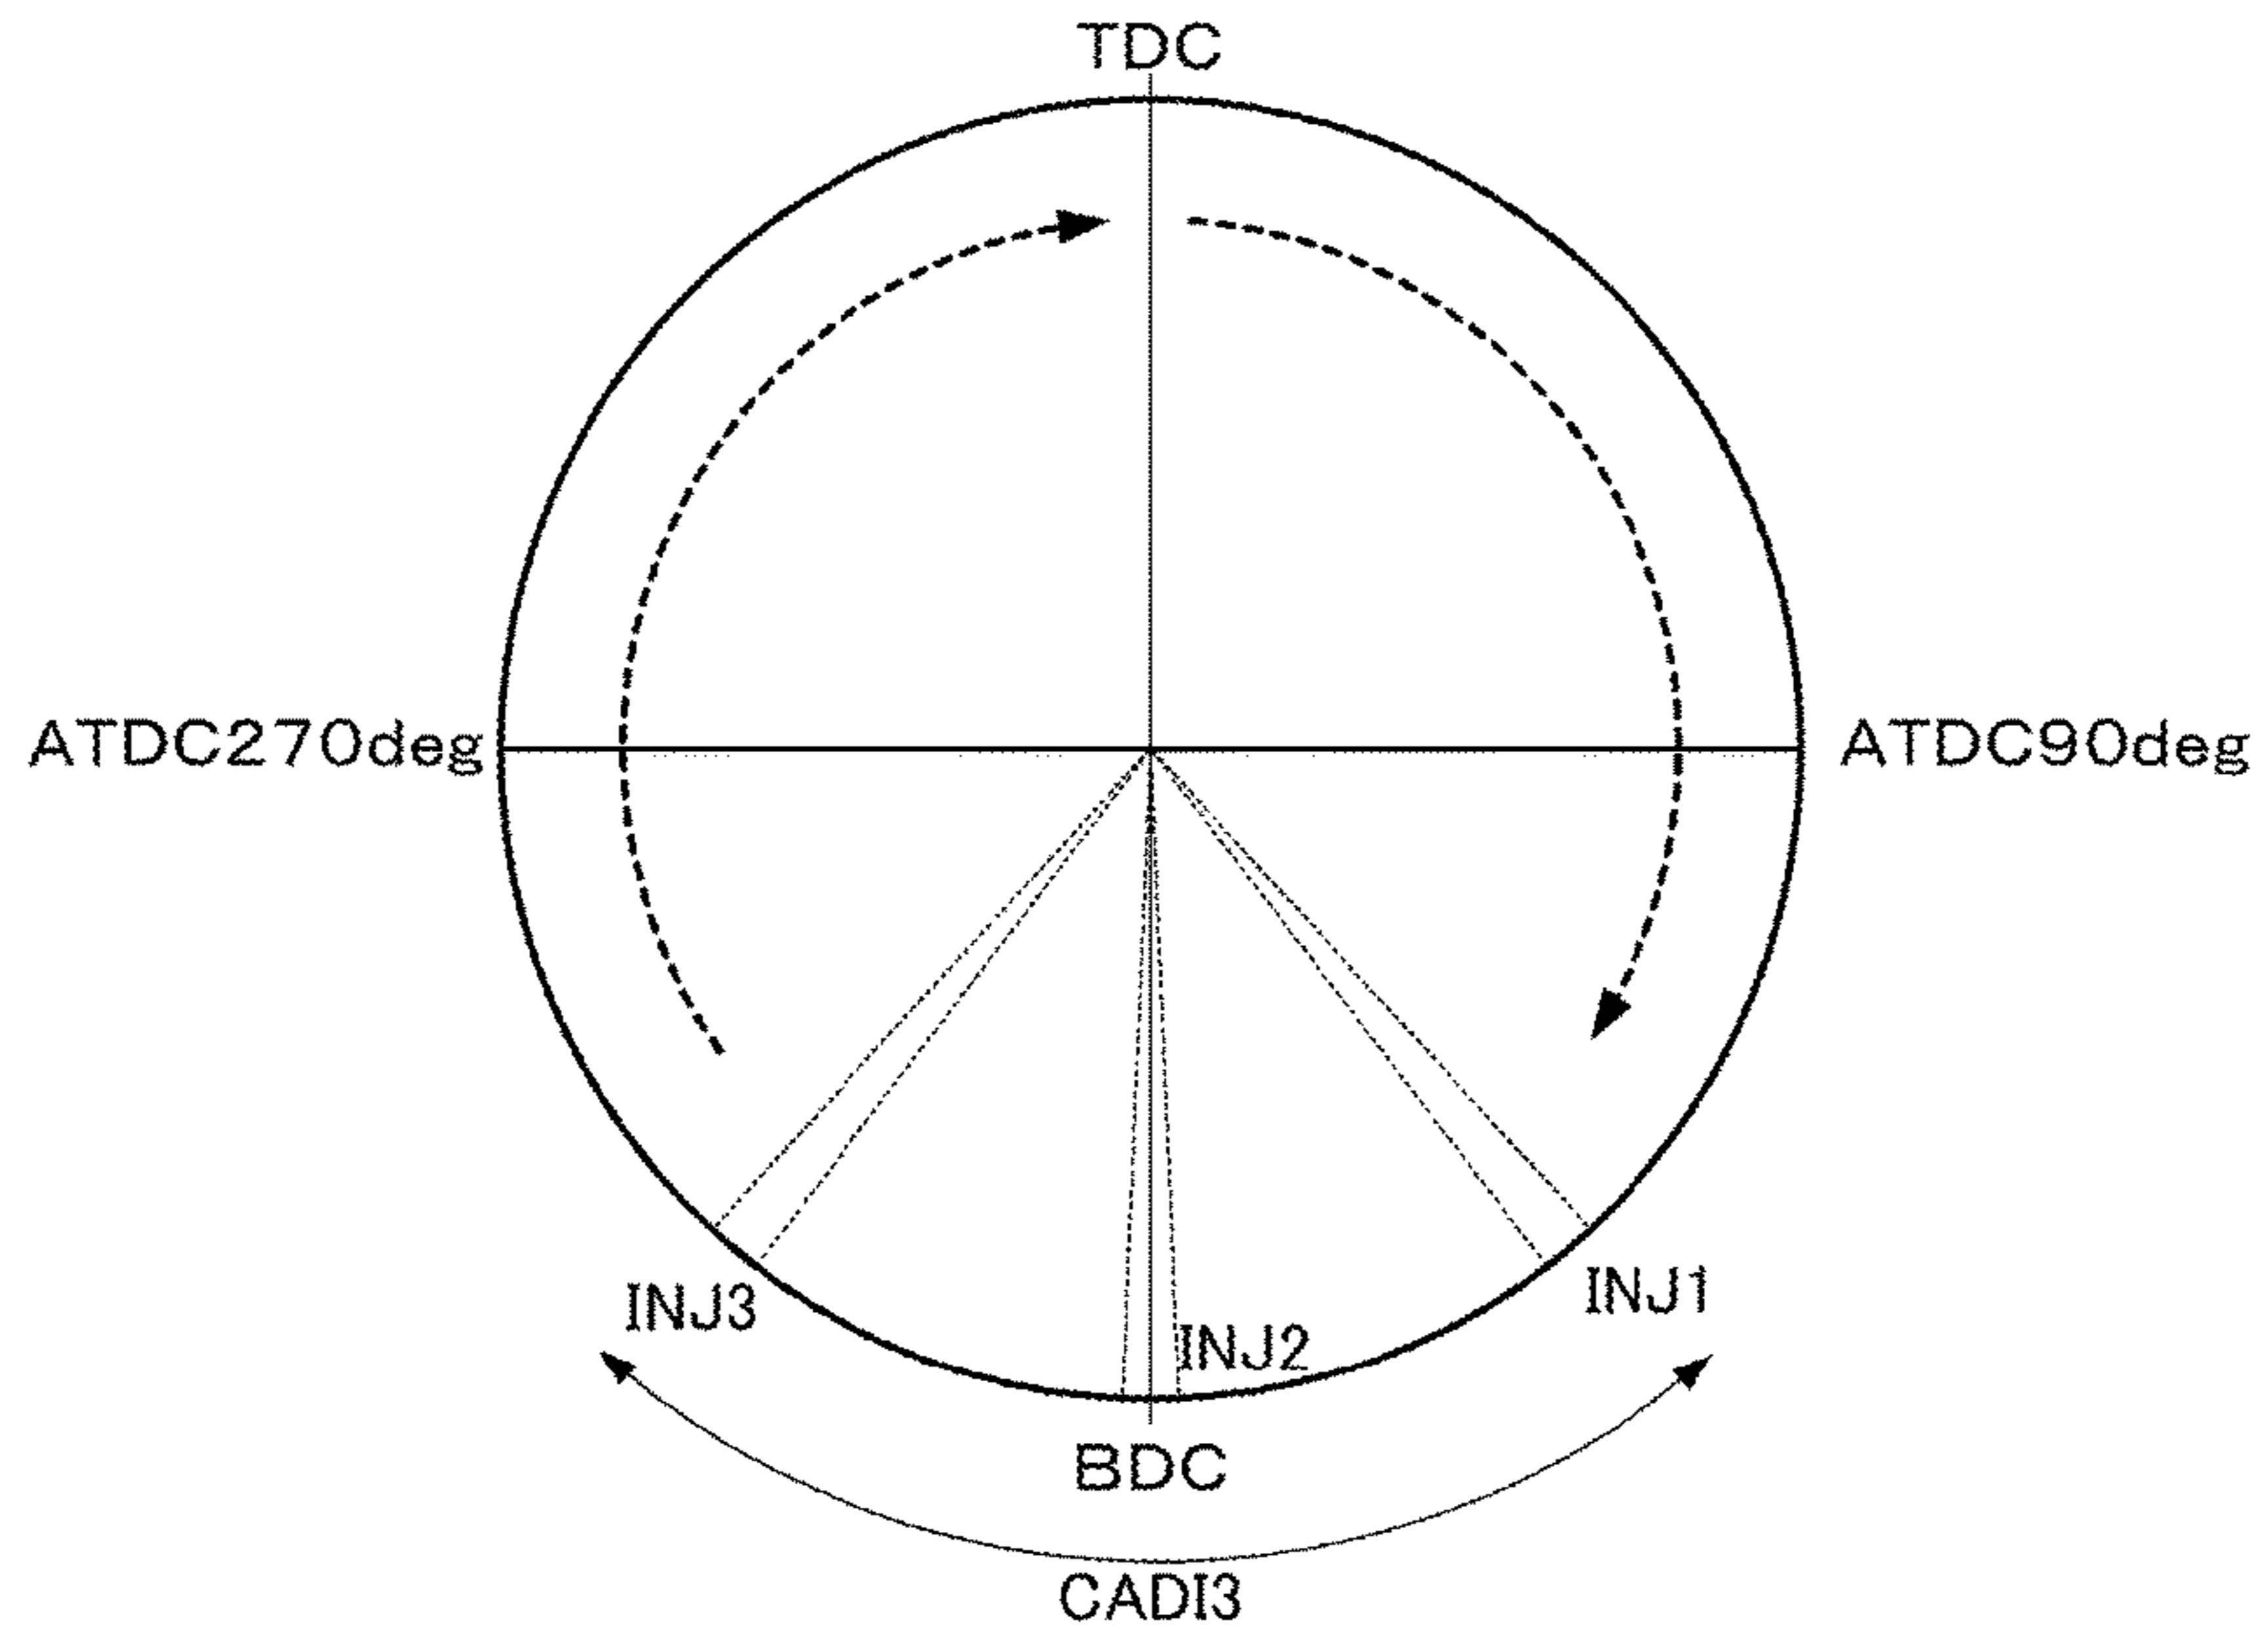 TDC
ATDC270deg
ATDC90deg
INJ3
INJ2
INJ1
BDC
CADI3